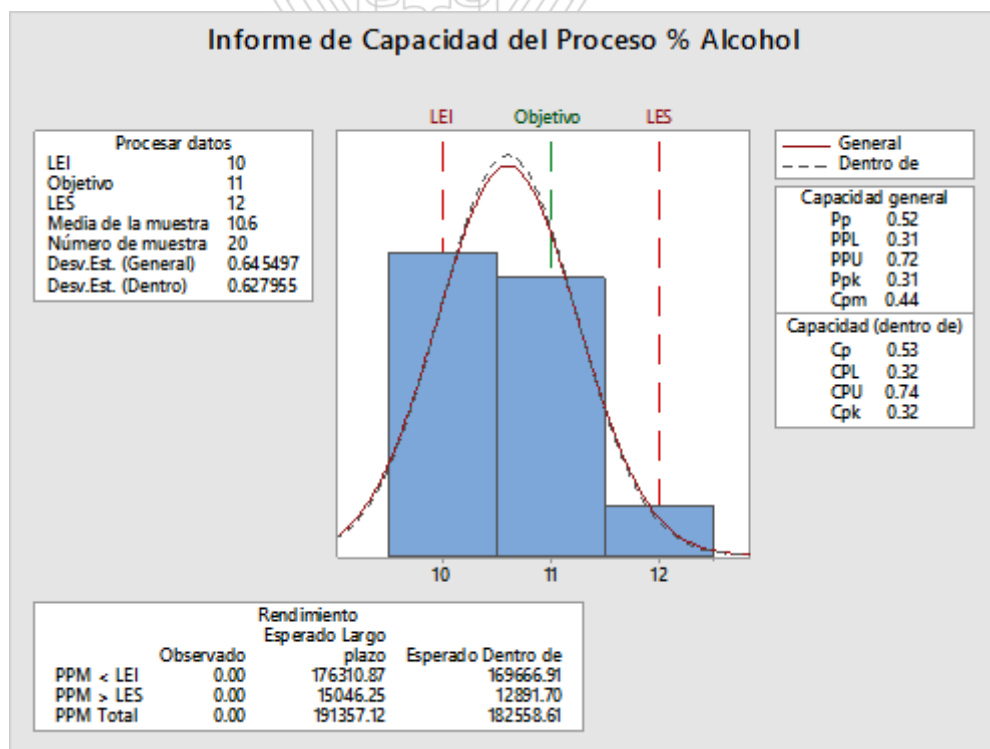 Informe de Capacidad del Proceso % Alcohol
LEI Objetivo LES
Procesar datos
LEI 10
Objetivo 11
LES 12
Media de la muestra 10.6
Número de muestra 20
Desv.Est. (General) 0.645497
Desv.Est. (Dentro) 0.627955
General
Dentro de
Capacidad general
Pp 0.52
PPL 0.31
PPU 0.72
Ppk 0.31
Cpm 0.44
Capacidad (dentro de)
Cp 0.53
CPL 0.32
CPU 0.74
Cpk 0.32
10 11 12
Rendimiento
Esperado Largo
Observado plazo Esperado Dentro de
PPM < LEI 0.00 176310.87 169666.91
PPM > LES 0.00 15046.25 12891.70
PPM Total 0.00 191357.12 182558.61